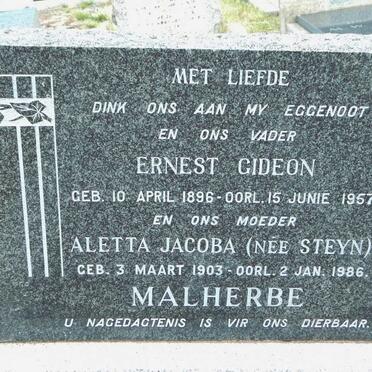 MET LIEFDE
DINK ONS AAN MY EGGENOOT
EN ONS VADER
ERNEST GIDEON
GEB. 10 APRIL 1896 - OORL. 15 JUNIE 1957
EN ONS MOEDER
ALETTA JACOBA (NÉE STEYN)
GEB. 3 MAART 1903 - OORL. 2 JAN. 1986.
MALHERBE
U NAGEDAGTENIS IS VIR ONS DIERBAAR.